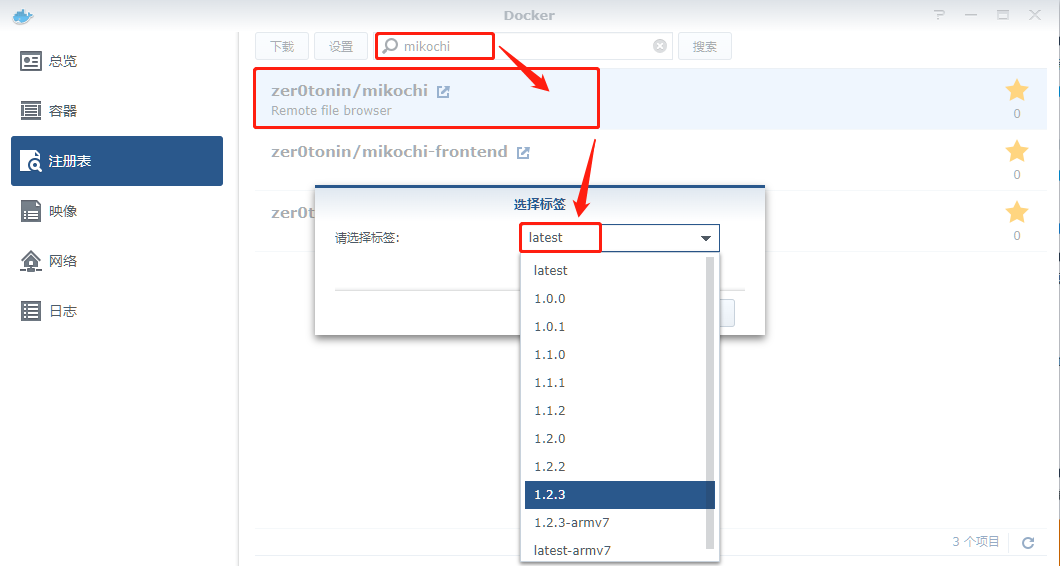 Docker
总览
容器
注册表
映像
网络
日志
下载 设置 mikochi 搜索
zer0tonin/mikochi
Remote file browser
0
zer0tonin/mikochi-frontend
0
zer0t
0
选择标签
请选择标签: latest
latest
1.0.0
1.0.1
1.1.0
1.1.1
1.1.2
1.2.0
1.2.2
1.2.3
1.2.3-armv7
latest-armv7
3 个项目